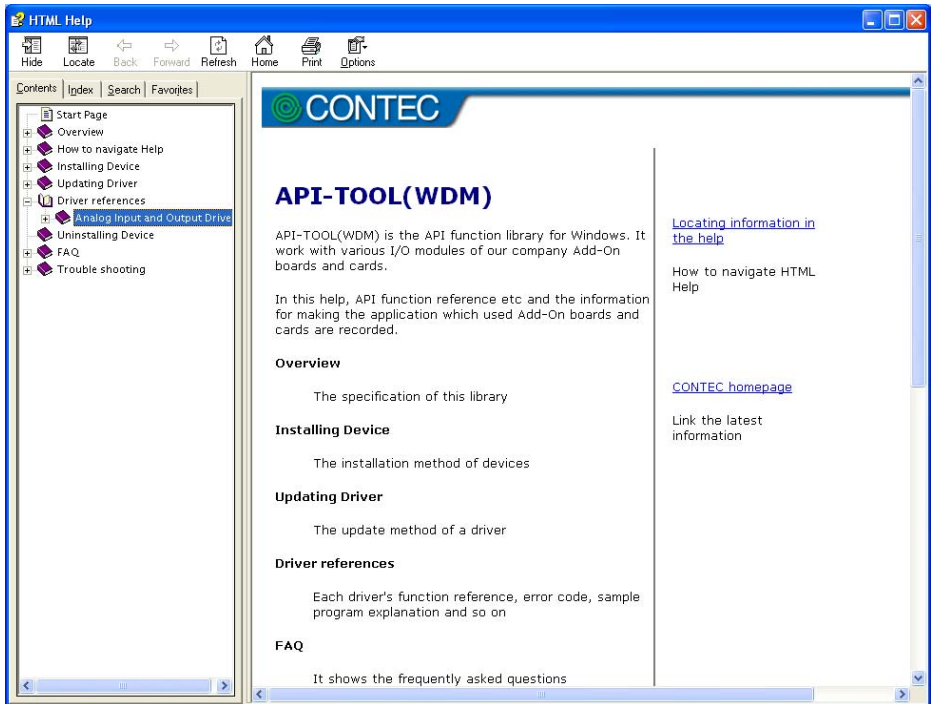 HTML Help
Hide Locate Back Forward Refresh Home Print Options
Contents Index Search Favorites
Start Page
Overview
How to navigate Help
Installing Device
Updating Driver
Driver references
Analog Input and Output Drive
Uninstalling Device
FAQ
Trouble shooting
CONTEC
API-TOOL(WDM)
API-TOOL(WDM) is the API function library for Windows. It
work with various I/O modules of our company Add-On
boards and cards.
In this help, API function reference etc and the information
for making the application which used Add-On boards and
cards are recorded.
Overview
The specification of this library
Installing Device
The installation method of devices
Updating Driver
The update method of a driver
Driver references
Each driver's function reference, error code, sample
program explanation and so on
FAQ
It shows the frequently asked questions
Locating information in
the help
How to navigate HTML
Help
CONTEC homepage
Link the latest
information